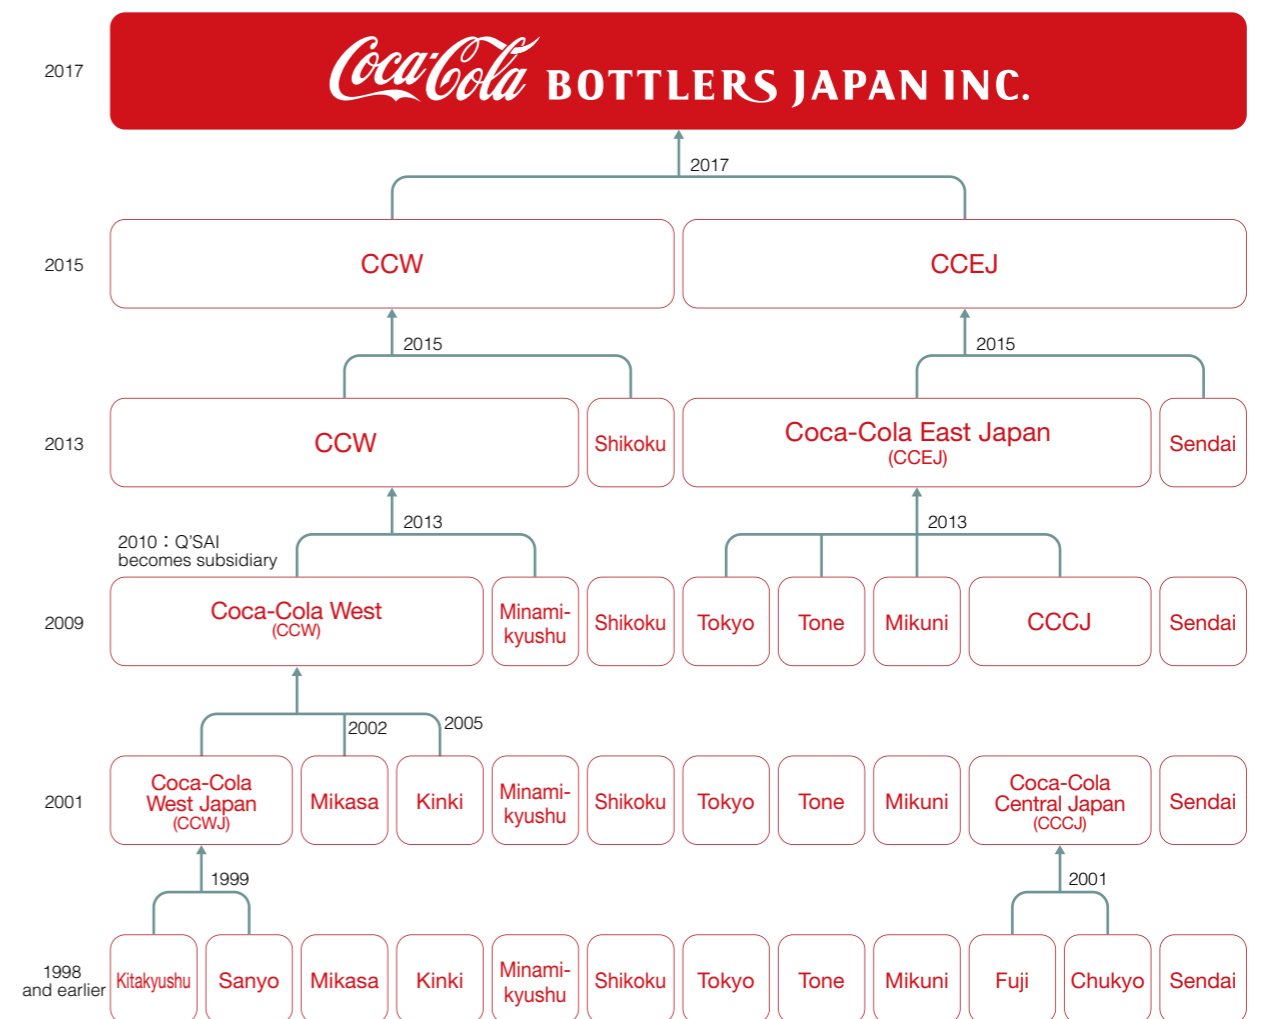 2017
Coca-Cola BOTTLERS JAPAN INC.
2017
2015
CCW
CCEJ
2015
2015
2013
CCW
Shikoku
Coca-Cola East Japan
(CCEJ)
Sendai
2013
2013
2010：Q’SAI
becomes subsidiary
2009
Coca-Cola West
(CCW)
Minami-
kyushu
Shikoku
Tokyo
Tone
Mikuni
CCCJ
Sendai
2002
2005
2001
Coca-Cola
West Japan
(CCWJ)
Mikasa
Kinki
Minami-
kyushu
Shikoku
Tokyo
Tone
Mikuni
Coca-Cola
Central Japan
(CCCJ)
Sendai
1999
2001
1998
and earlier
Kitakyushu
Sanyo
Mikasa
Kinki
Minami-
kyushu
Shikoku
Tokyo
Tone
Mikuni
Fuji
Chukyo
Sendai